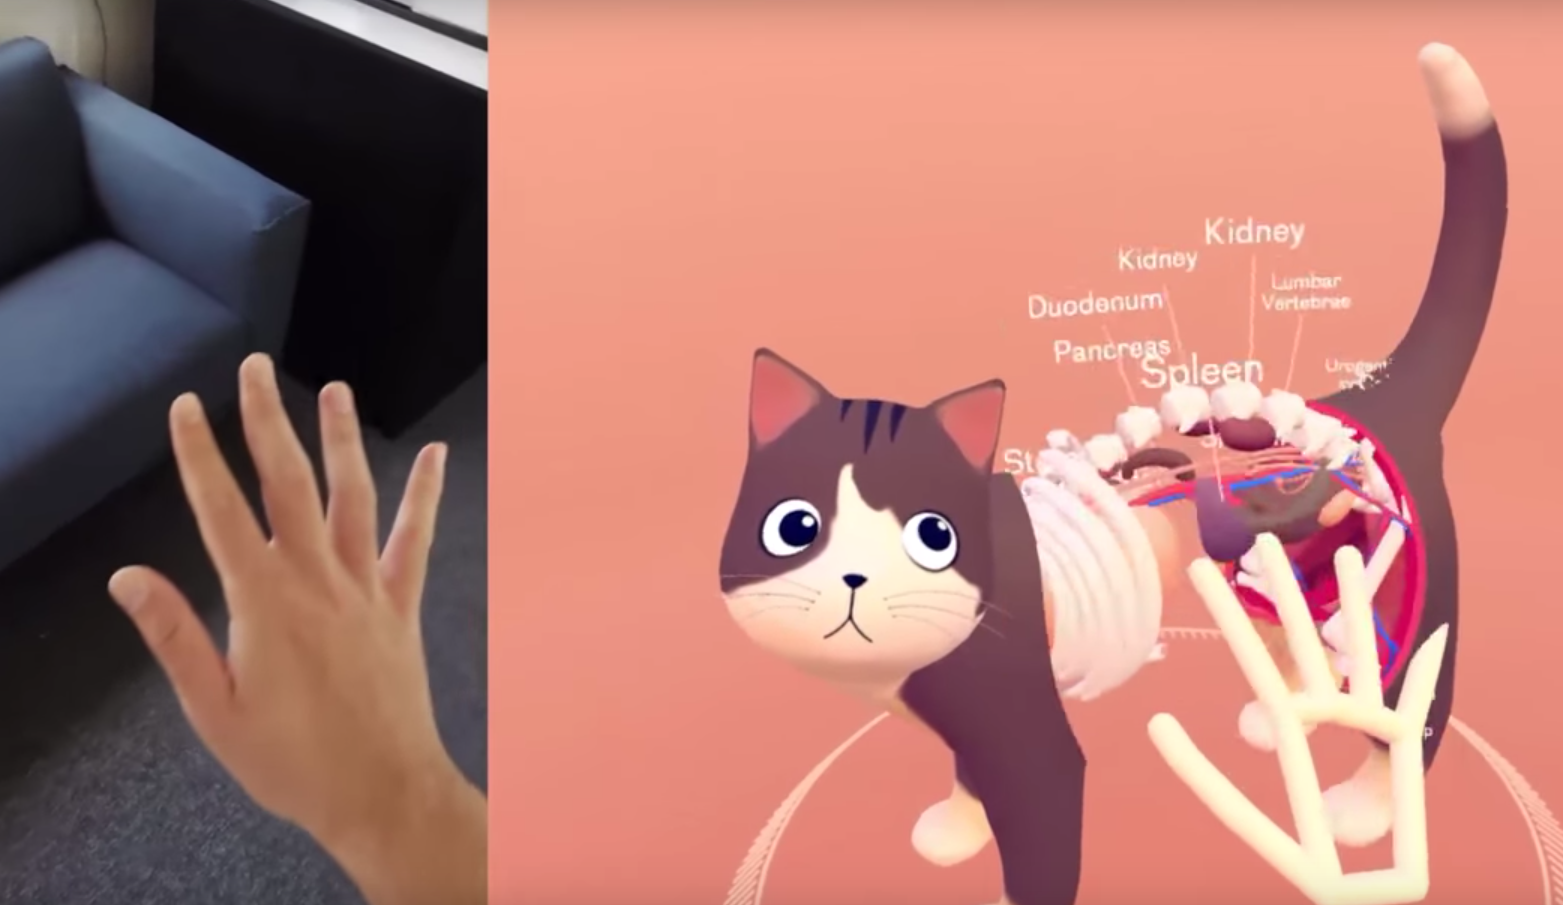 Kidney
Kidney
Lumbar
Vertebrae
Duodenum
Pancreas
Spleen